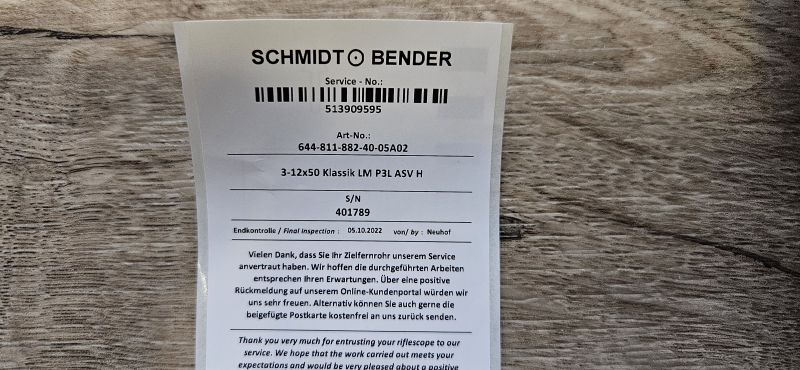 SCHMIDT BENDER
Service - No.:
513909595
Art-No.:
644-811-882-40-05A02
3-12x50 Klassik LM P3L ASV H
S/N
401789
Endkontrolle / Final Inspection : 05.10.2022 von/ by : Neuhof
Vielen Dank, dass Sie Ihr Zielfernrohr unserem Service
anvertraut haben. Wir hoffen die durchgeführten Arbeiten
entsprechen Ihren Erwartungen. Über eine positive
Rückmeldung auf unserem Online-Kundenportal würden wir
uns sehr freuen. Alternativ können Sie auch gerne die
beigefügte Postkarte kostenfrei an uns zurück senden.
Thank you very much for entrusting your riflescope to our
service. We hope that the work carried out meets your
expectations and would be very pleased about a positive